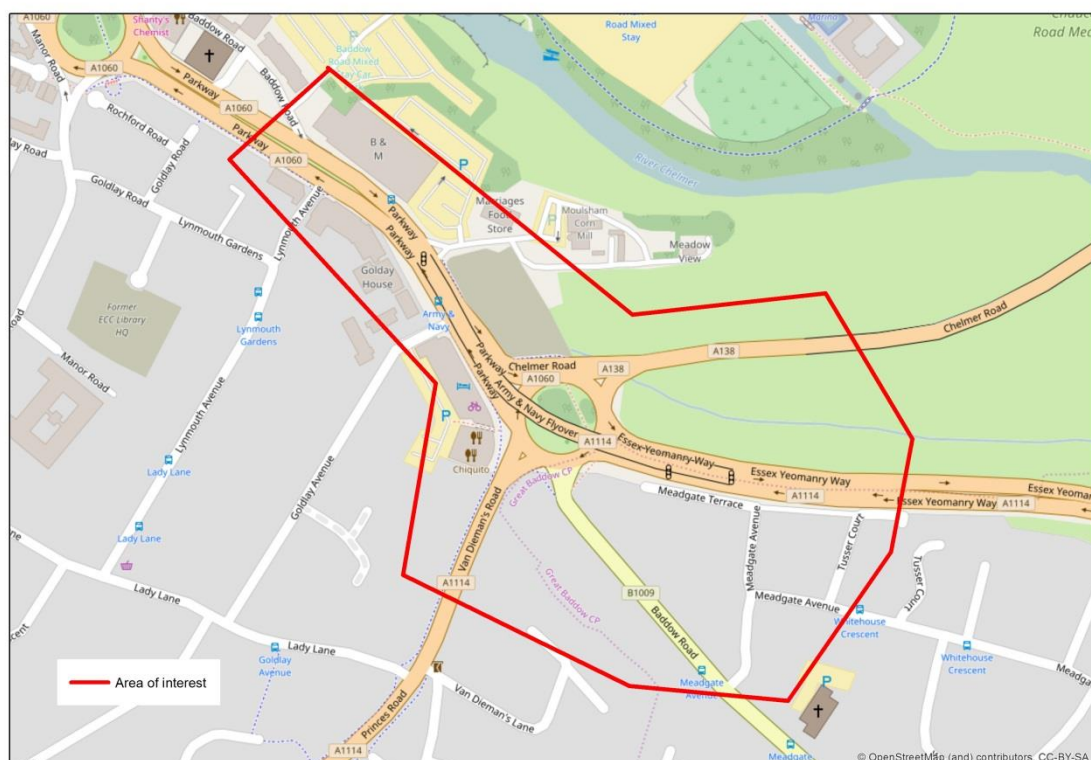 A1060
Shanty's
Chemist
Baddow Road
Manor Road
A1060
Parkway
Baddow
Road Mixed
Stay Car
Road Mixed
Stay
Marina
Road Mea
Baddow Road
A1060
Rochford Road
Parkway
A1060
B & M
P
Goldlay Road
Goldlay Road
Lynmouth Avenue
Lynmouth Gardens
Parkway
Parkway
Marriages
Food
Store
Moulsham
Corn
Mill
P
River Chelmer
Meadow
View
Golday
House
Former
ECC Library
HQ
Lynmouth
Gardens
Army &
Navy
Chelmer Road
A138
Manor Road
Parkway
Parkway
Chelmer Road
A138
A1060
Army & Navy Flyover
P
Lynmouth Avenue
Lady Lane
Chiquito
A1114
Essex Yeomanry Way
Essex Yeomanry Way
Essex Yeoman
A1114
Essex Yeomanry Way
A1114
Great Baddow CP
Meadgate Terrace
Goldlay Avenue
Van Dieman's Road
Lady Lane
Meadgate Avenue
Tusser Court
Tusser Court
Great Baddow CP
A1114
B1009
Lady Lane
Meadgate Avenue
Whitehouse
Crescent
Baddow Road
Lady Lane
Goldlay
Avenue
Whitehouse
Crescent
Meadgate
Van Dieman's Lane
Meadgate
Avenue
P
Area of interest
Princes Road
A1114
Meadgate
© OpenStreetMap (and) contributors, CC-BY-SA